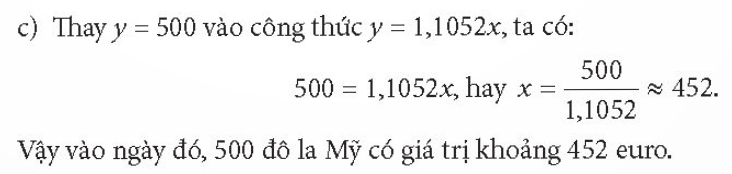 c) Thay y = 500 vào công thức y = 1,1052x, ta có:
500 = 1,1052x, hay x = 500/1,1052 ≈ 452.
Vậy vào ngày đó, 500 đô la Mỹ có giá trị khoảng 452 euro.